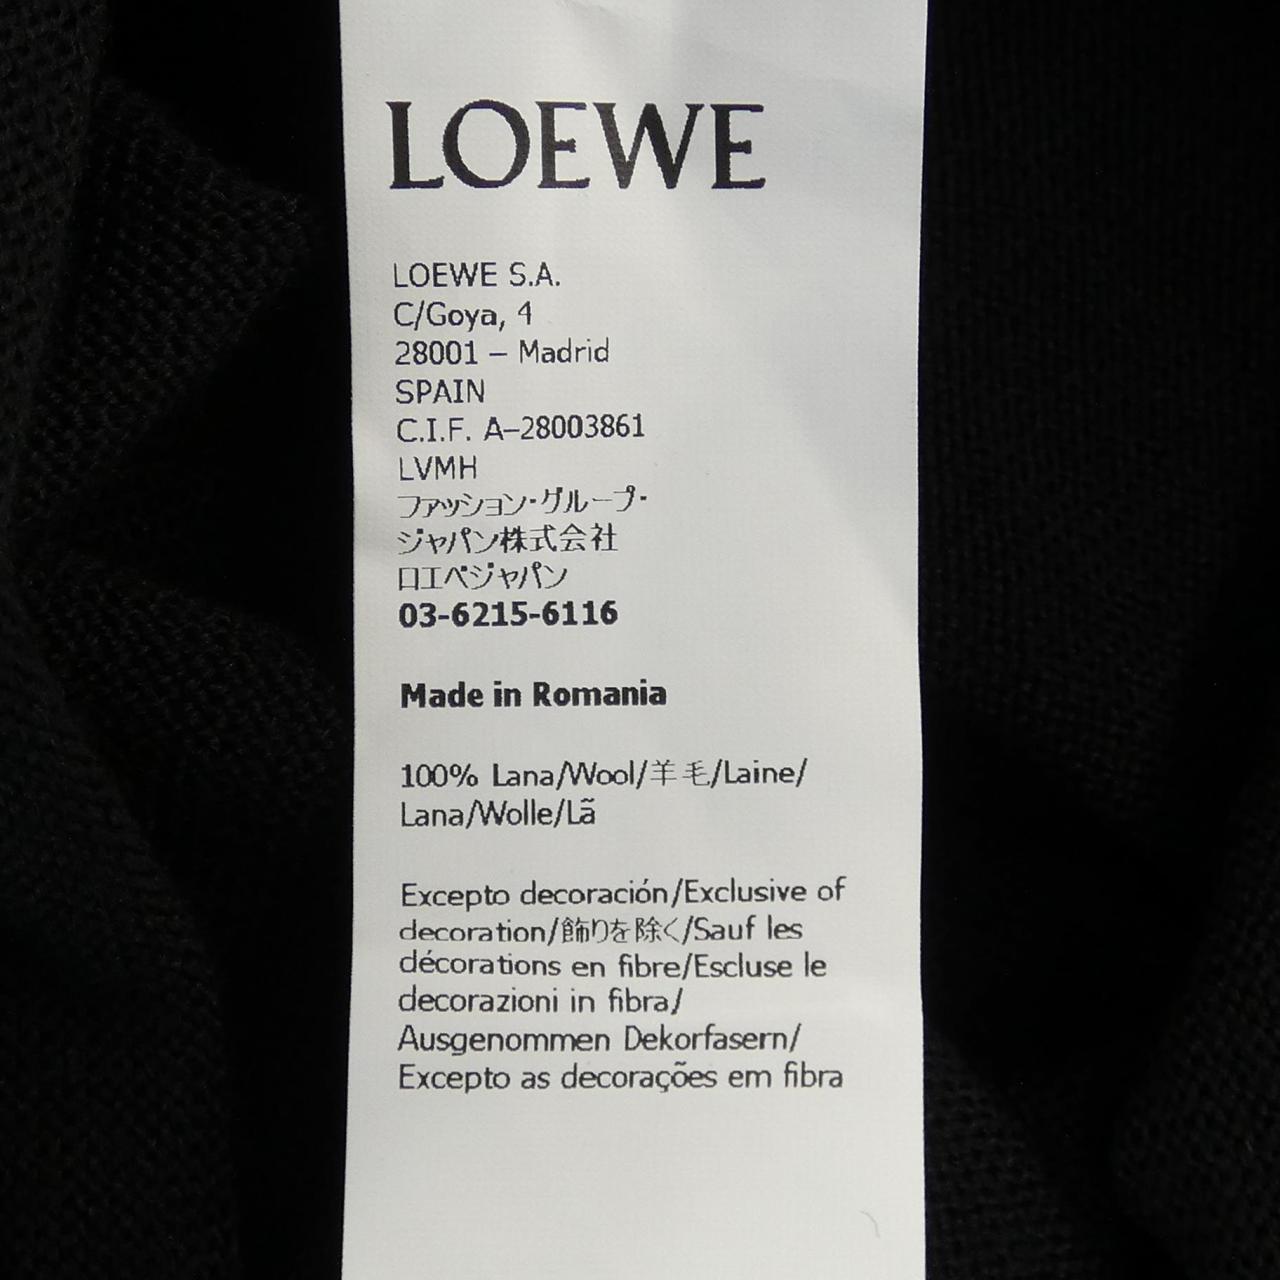 LOEWE
LOEWE S.A.
C/Goya, 4
28001 – Madrid
SPAIN
C.I.F. A–28003861
LVMH
ファッション・グループ・
ジャパン株式会社
ロエベジャパン
03-6215-6116
Made in Romania
100% Lana/Wool/羊毛/Laine/
Lana/Wolle/Lã
Excepto decoración/Exclusive of
decoration/飾りを除く/Sauf les
décorations en fibre/Escluse le
decorazioni in fibra/
Ausgenommen Dekorfasern/
Excepto as decorações em fibra